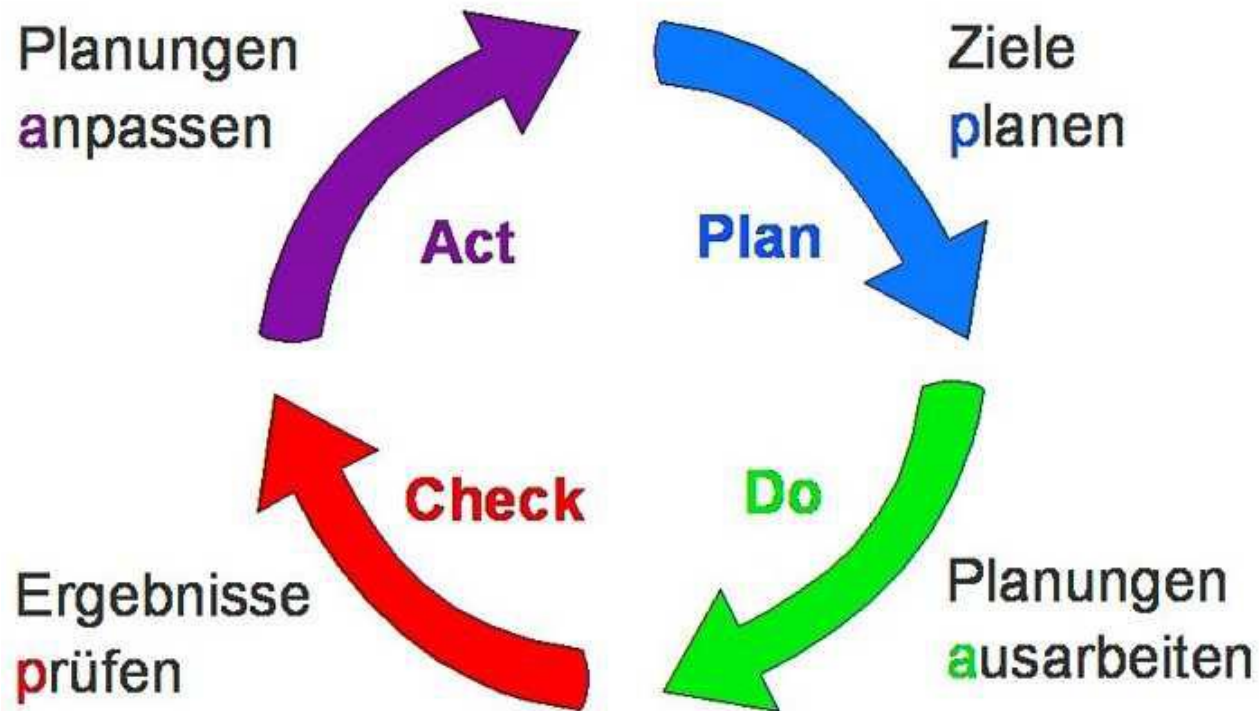 Planungen
anpassen
Act
Plan
Ziele
planen
Check
Do
Ergebnisse
prüfen
Planungen
ausarbeiten